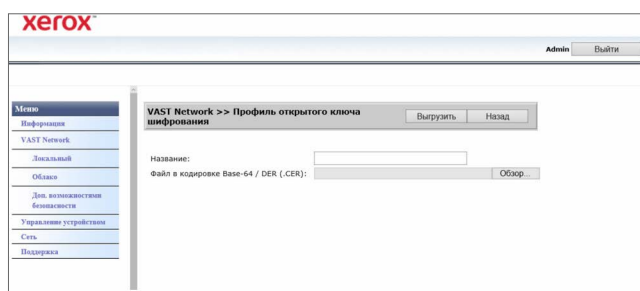 xerox™
Admin Выйти
Меню
Информация
VAST Network
Локальный
Облако
Доп. возможностями
безопасности
Управление устройством
Сеть
Поддержка
VAST Network >> Профиль открытого ключа
шифрования
Выгрузить Назад
Название:
Файл в кодировке Base-64 / DER (.CER): Обзор...